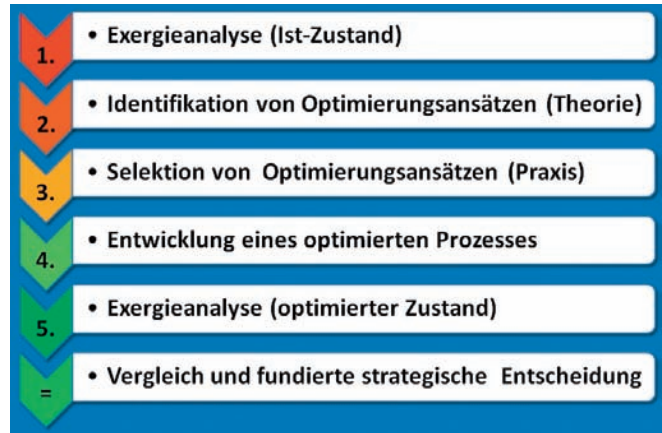 1. • Exergieanalyse (Ist-Zustand)
2. • Identifikation von Optimierungsansätzen (Theorie)
3. • Selektion von Optimierungsansätzen (Praxis)
4. • Entwicklung eines optimierten Prozesses
5. • Exergieanalyse (optimierter Zustand)
= • Vergleich und fundierte strategische Entscheidung